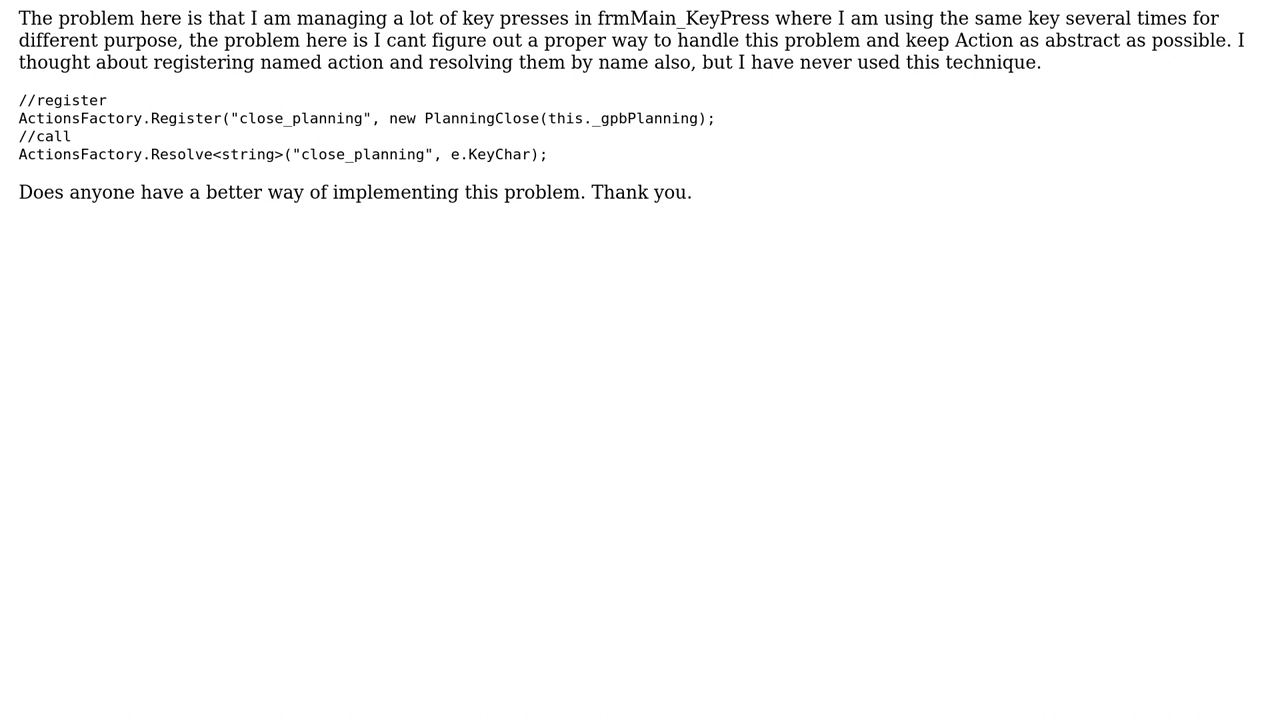 The problem here is that I am managing a lot of key presses in frmMain_KeyPress where I am using the same key several times for
different purpose, the problem here is I cant figure out a proper way to handle this problem and keep Action as abstract as possible. I
thought about registering named action and resolving them by name also, but I have never used this technique.
//register
ActionsFactory.Register("close_planning", new PlanningClose(this._gpbPlanning);
//call
ActionsFactory.Resolve<string>("close_planning", e.KeyChar);
Does anyone have a better way of implementing this problem. Thank you.